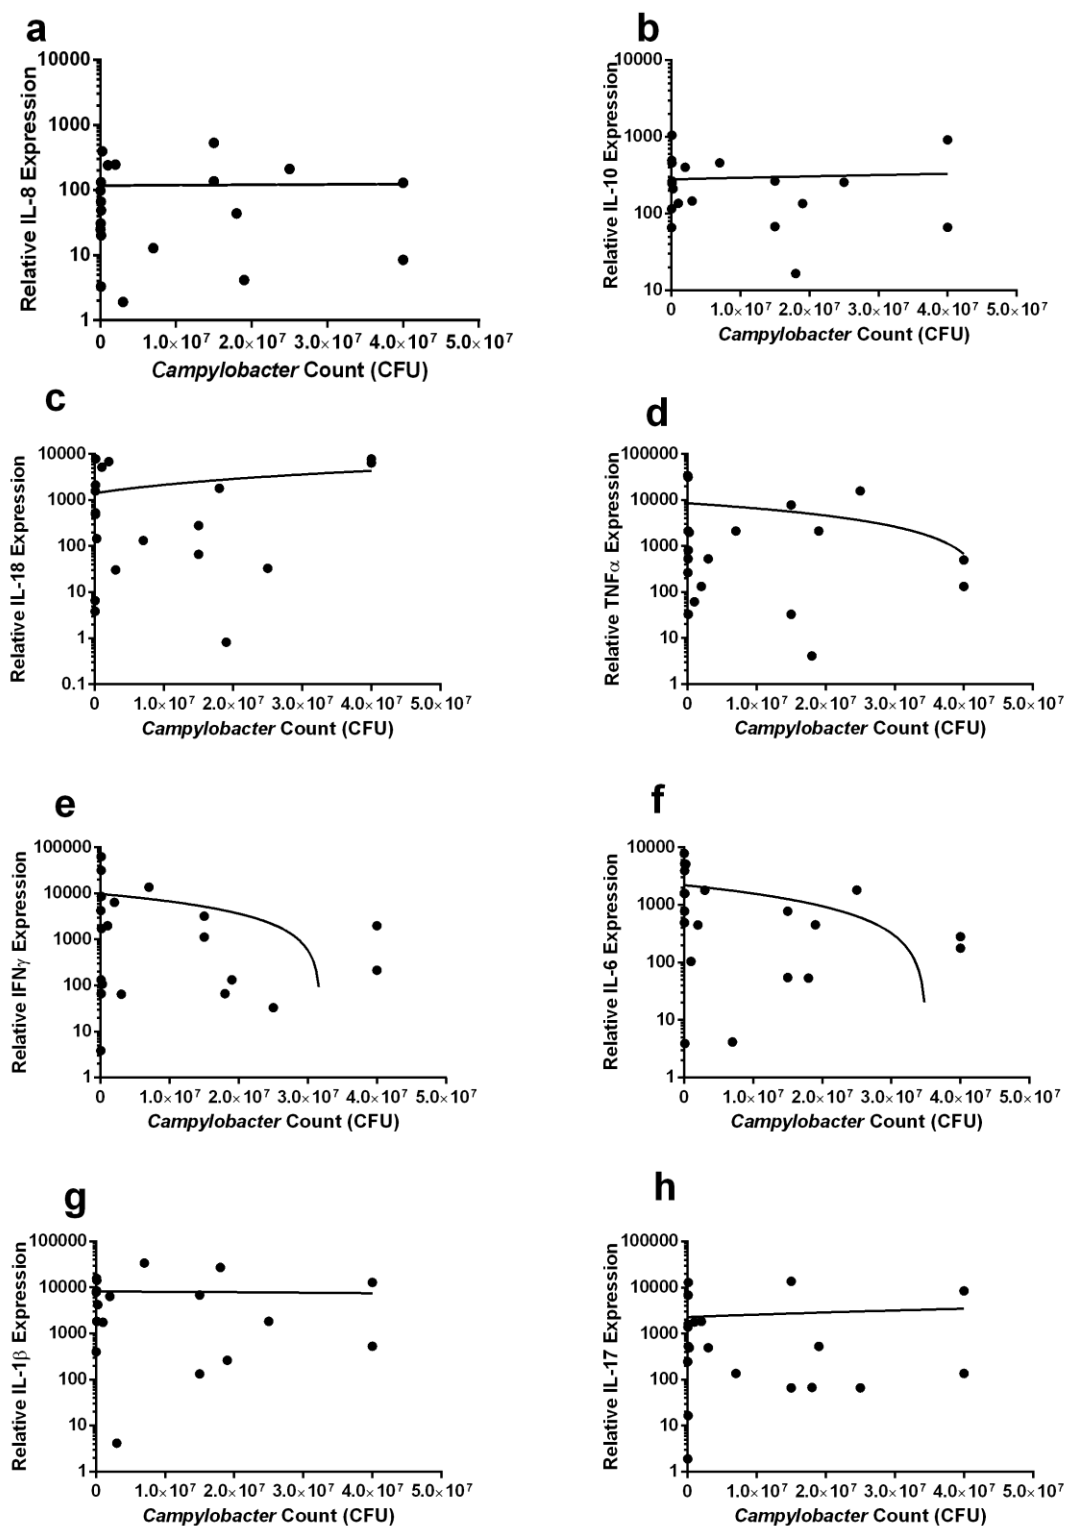 a
Relative IL-8 Expression
10000
1000
100
10
1
0 1.0×10⁷ 2.0×10⁷ 3.0×10⁷ 4.0×10⁷ 5.0×10⁷
Campylobacter Count (CFU)
b
Relative IL-10 Expression
10000
1000
100
10
0 1.0×10⁷ 2.0×10⁷ 3.0×10⁷ 4.0×10⁷ 5.0×10⁷
Campylobacter Count (CFU)
c
Relative IL-18 Expression
10000
1000
100
10
1
0.1
0 1.0×10⁷ 2.0×10⁷ 3.0×10⁷ 4.0×10⁷ 5.0×10⁷
Campylobacter Count (CFU)
d
Relative TNFα Expression
100000
10000
1000
100
10
1
0 1.0×10⁷ 2.0×10⁷ 3.0×10⁷ 4.0×10⁷ 5.0×10⁷
Campylobacter Count (CFU)
e
Relative IFNγ Expression
100000
10000
1000
100
10
1
0 1.0×10⁷ 2.0×10⁷ 3.0×10⁷ 4.0×10⁷ 5.0×10⁷
Campylobacter Count (CFU)
f
Relative IL-6 Expression
10000
1000
100
10
1
0 1.0×10⁷ 2.0×10⁷ 3.0×10⁷ 4.0×10⁷ 5.0×10⁷
Campylobacter Count (CFU)
g
Relative IL-1β Expression
100000
10000
1000
100
10
1
0 1.0×10⁷ 2.0×10⁷ 3.0×10⁷ 4.0×10⁷ 5.0×10⁷
Campylobacter Count (CFU)
h
Relative IL-17 Expression
100000
10000
1000
100
10
1
0 1.0×10⁷ 2.0×10⁷ 3.0×10⁷ 4.0×10⁷ 5.0×10⁷
Campylobacter Count (CFU)